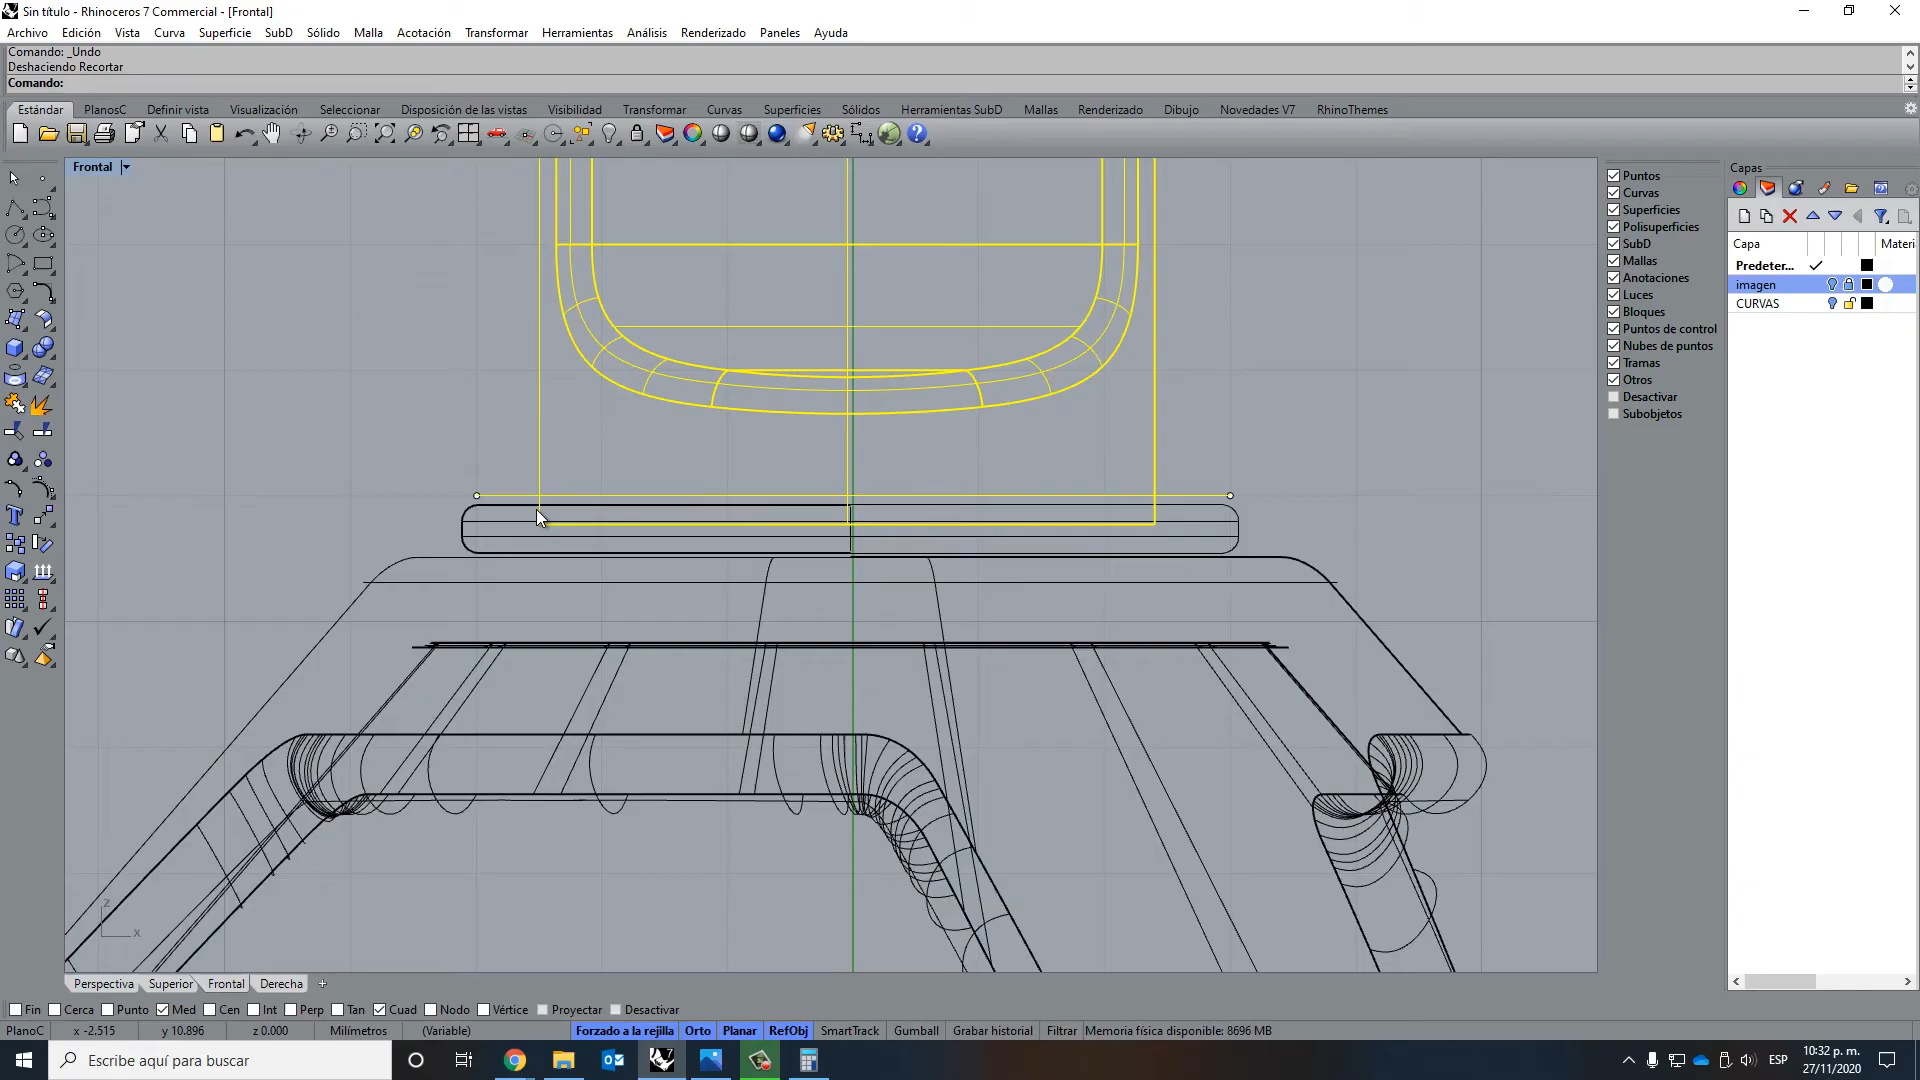 Sin título - Rhinoceros 7 Commercial - [Frontal]
Archivo Edición Vista Curva Superficie SubD Sólido Malla Acotación Transformar Herramientas Análisis Renderizado Paneles Ayuda
Comando: _Undo
Deshaciendo Recortar
Comando:
Estándar PlanosC Definir vista Visualización Seleccionar Disposición de las vistas Visibilidad Transformar Curvas Superficies Sólidos Herramientas SubD Mallas Renderizado Dibujo Novedades V7 RhinoThemes
Frontal
Puntos
Curvas
Superficies
Polisuperficies
SubD
Mallas
Anotaciones
Luces
Bloques
Puntos de control
Nubes de puntos
Tramas
Otros
Desactivar
Subobjetos
Capas
Capa Materi
Predeter...
imagen
CURVAS
z
x
Perspectiva Superior Frontal Derecha
Fin Cerca Punto Med Cen Int Perp Tan Cuad Nodo Vértice Proyectar Desactivar
PlanoC x -2.515 y 10.896 z 0.000 Milímetros (Variable) Forzado a la rejilla Orto Planar RefObj SmartTrack Gumball Grabar historial Filtrar Memoria física disponible: 8696 MB
Escribe aquí para buscar
ESP
10:32 p. m.
27/11/2020